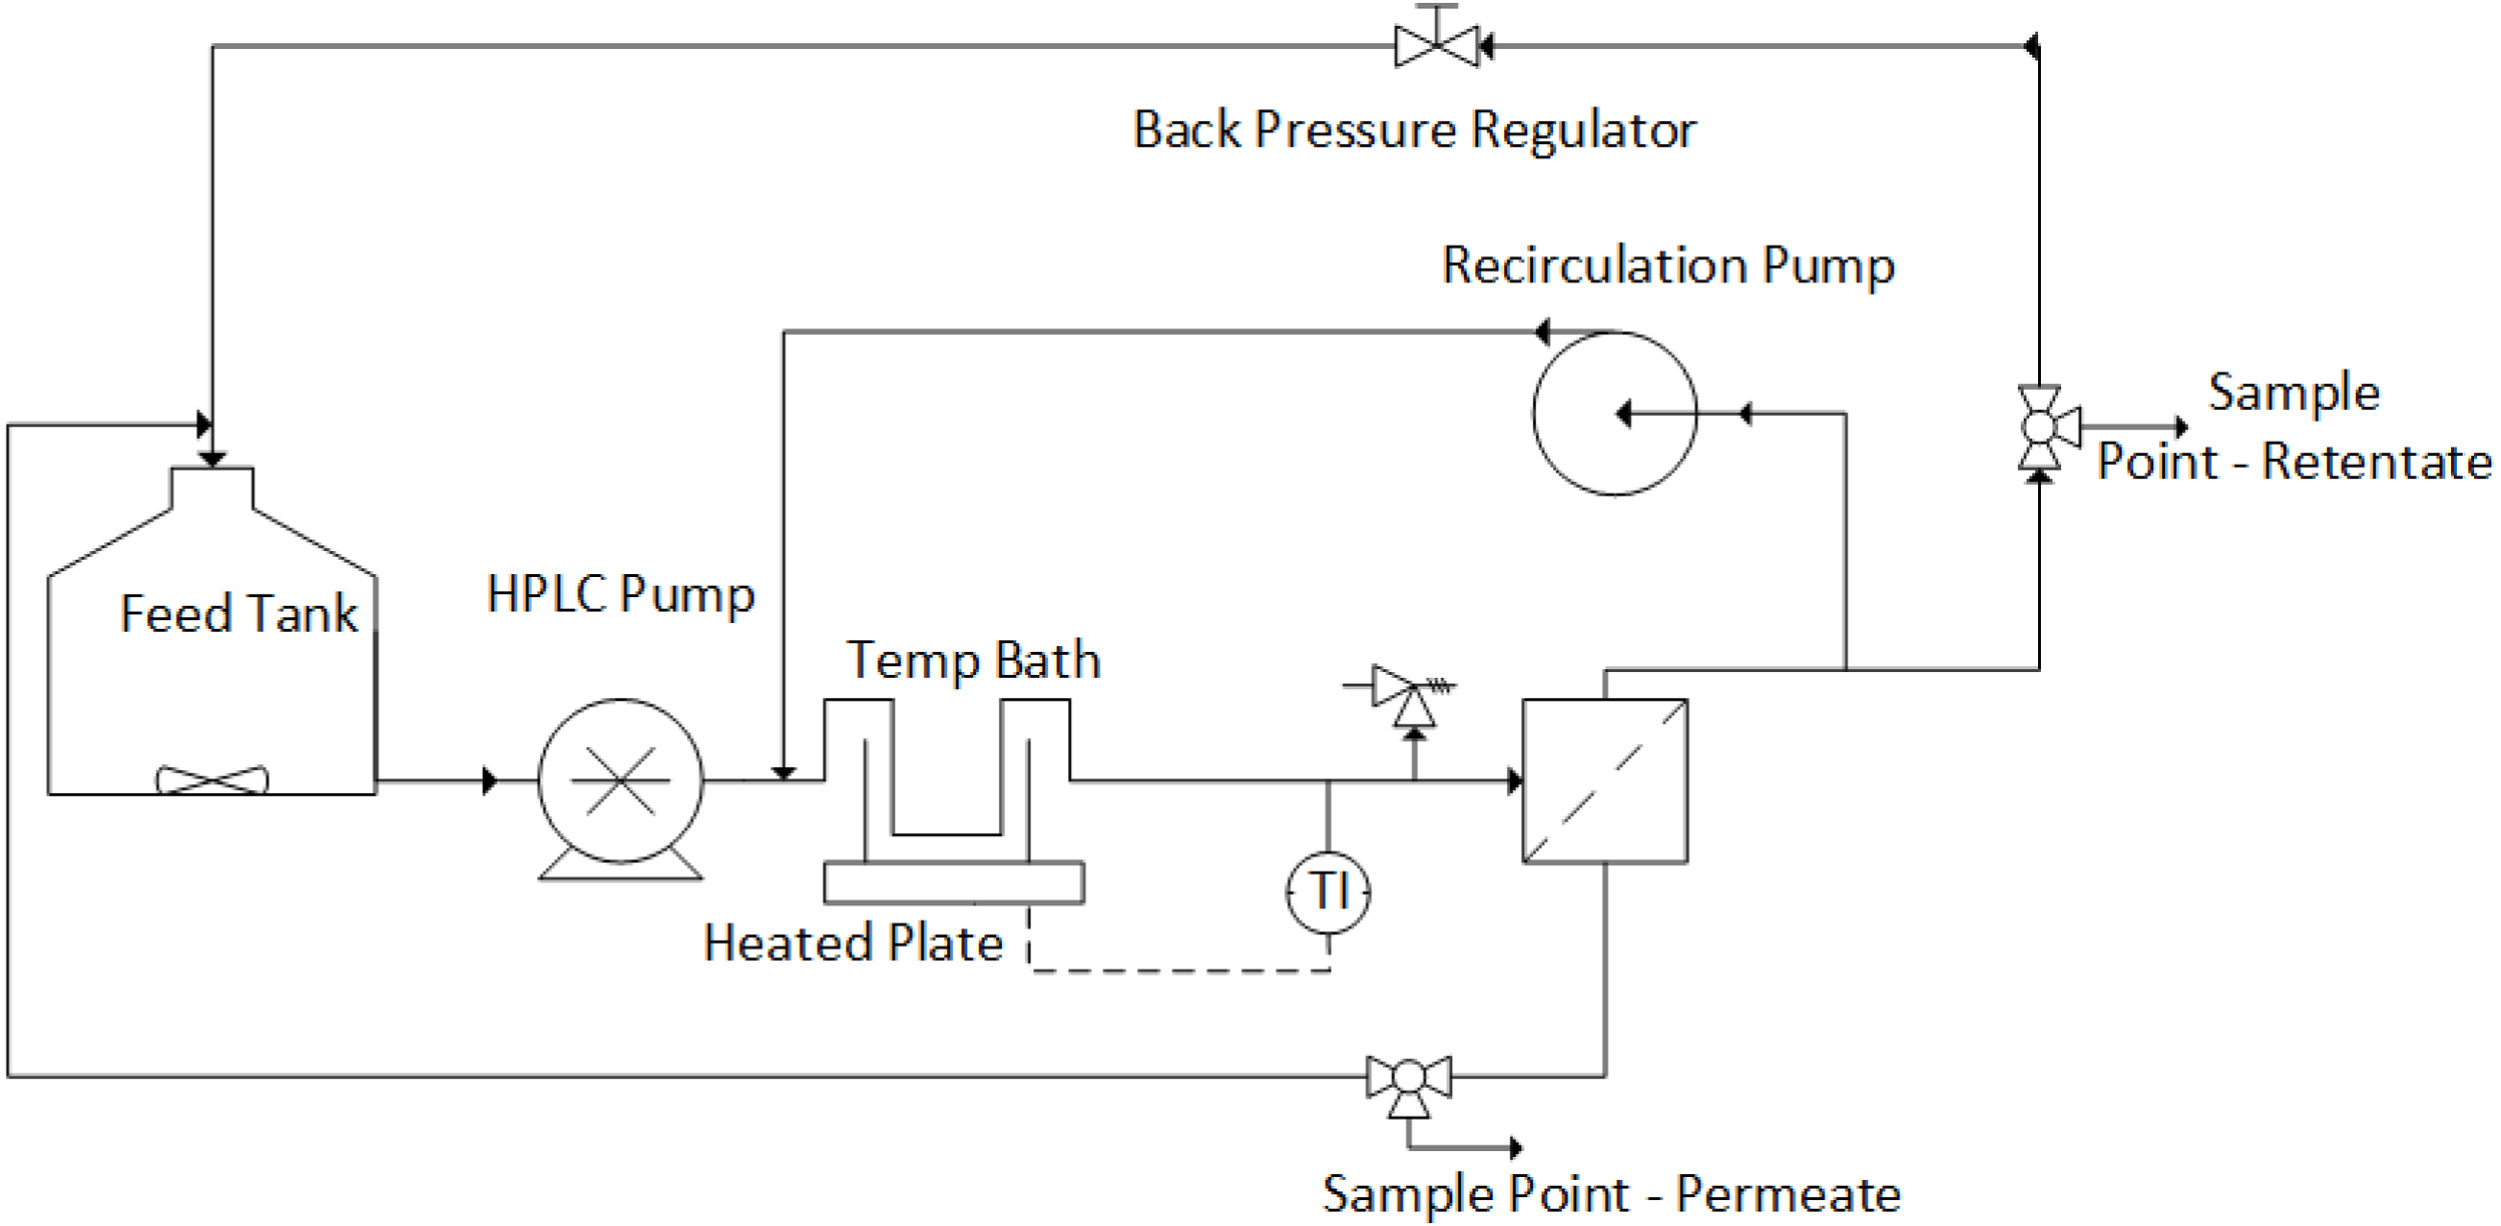 Back Pressure Regulator
Recirculation Pump
Sample
Point - Retentate
HPLC Pump
Feed Tank
Temp Bath
TI
Heated Plate
Sample Point - Permeate